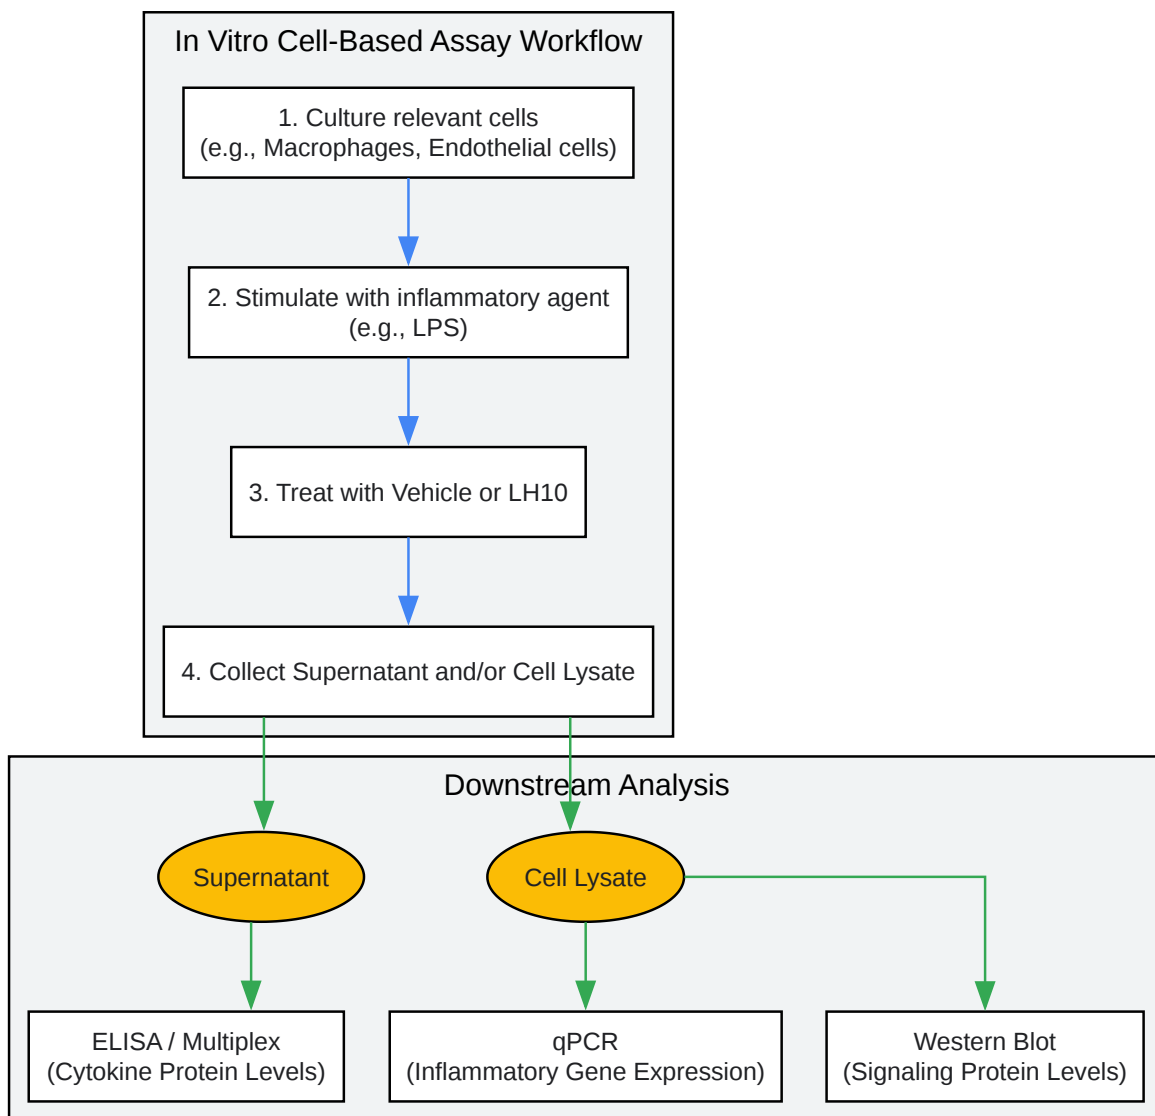 In Vitro Cell-Based Assay Workflow
1. Culture relevant cells
(e.g., Macrophages, Endothelial cells)
2. Stimulate with inflammatory agent
(e.g., LPS)
3. Treat with Vehicle or LH10
4. Collect Supernatant and/or Cell Lysate
Downstream Analysis
Supernatant
Cell Lysate
ELISA / Multiplex
(Cytokine Protein Levels)
qPCR
(Inflammatory Gene Expression)
Western Blot
(Signaling Protein Levels)